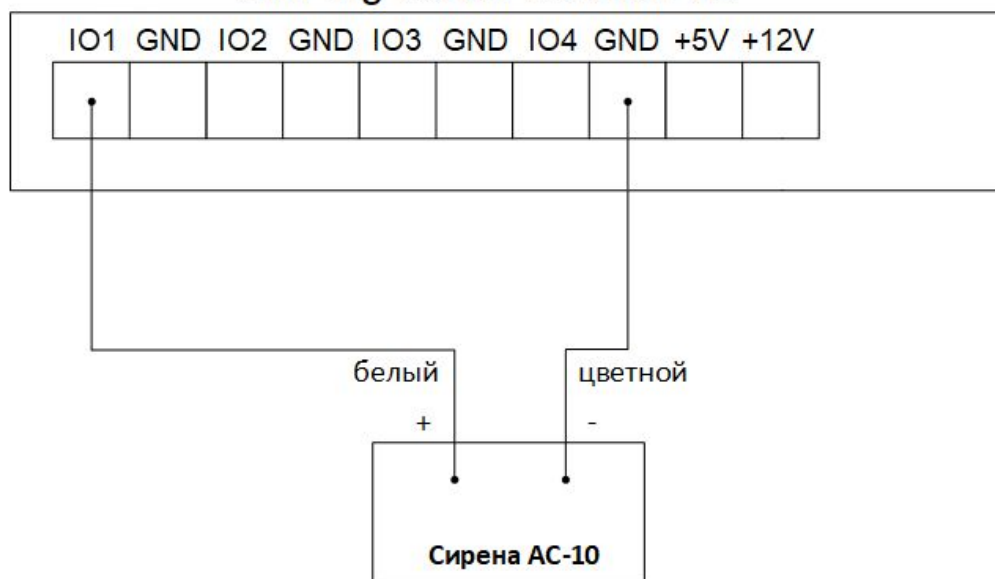 IO1 GND IO2 GND IO3 GND IO4 GND +5V +12V
белый цветной
+ -
Сирена АС-10